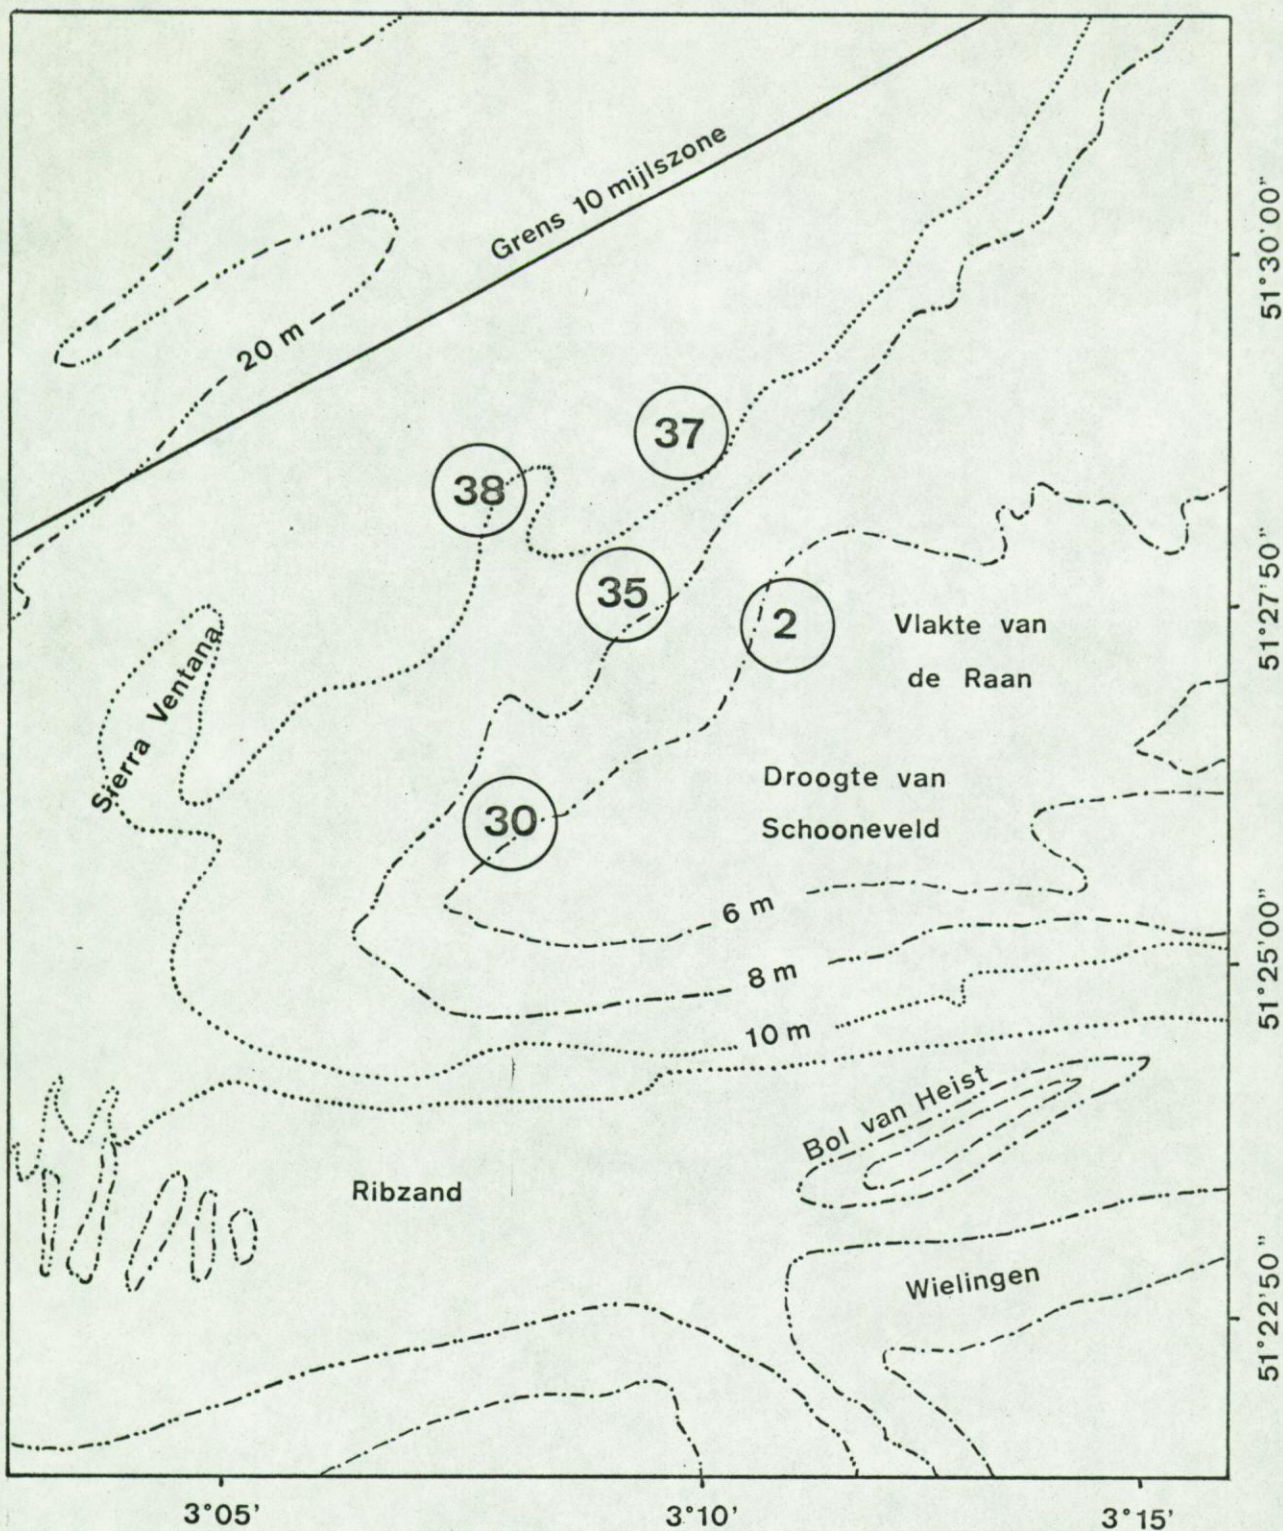 Grens 10 mijlszone
51°30'00"
20 m
37
38
35
2
51°27'50"
Vlakte van
de Raan
Sierra Ventana
Droogte van
Schooneveld
30
6 m
8 m
51°25'00"
10 m
Bol van Heist
Ribzand
Wielingen
51°22'50"
3°05'
3°10'
3°15'